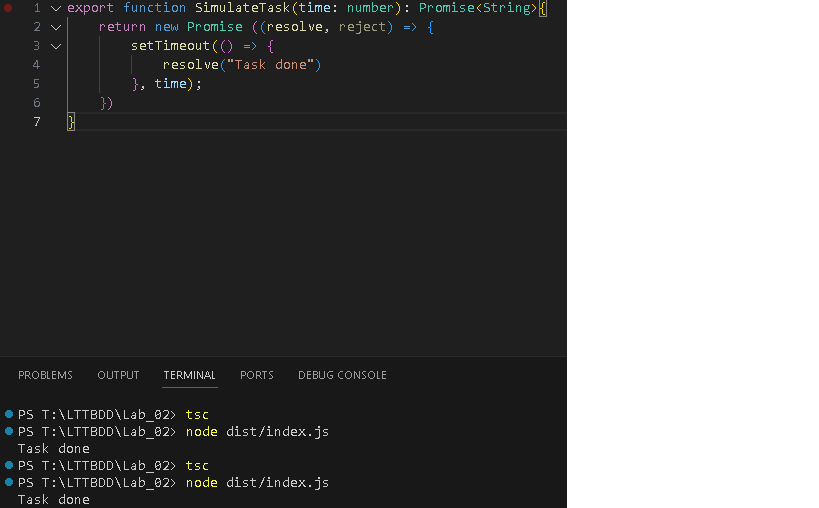 1 export function SimulateTask(time: number): Promise<String>{
2 return new Promise ((resolve, reject) => {
3 setTimeout(() => {
4 resolve("Task done")
5 }, time);
6 })
7 }
PROBLEMS OUTPUT TERMINAL PORTS DEBUG CONSOLE
PS T:\LTTBDD\Lab_02> tsc
PS T:\LTTBDD\Lab_02> node dist/index.js
Task done
PS T:\LTTBDD\Lab_02> tsc
PS T:\LTTBDD\Lab_02> node dist/index.js
Task done